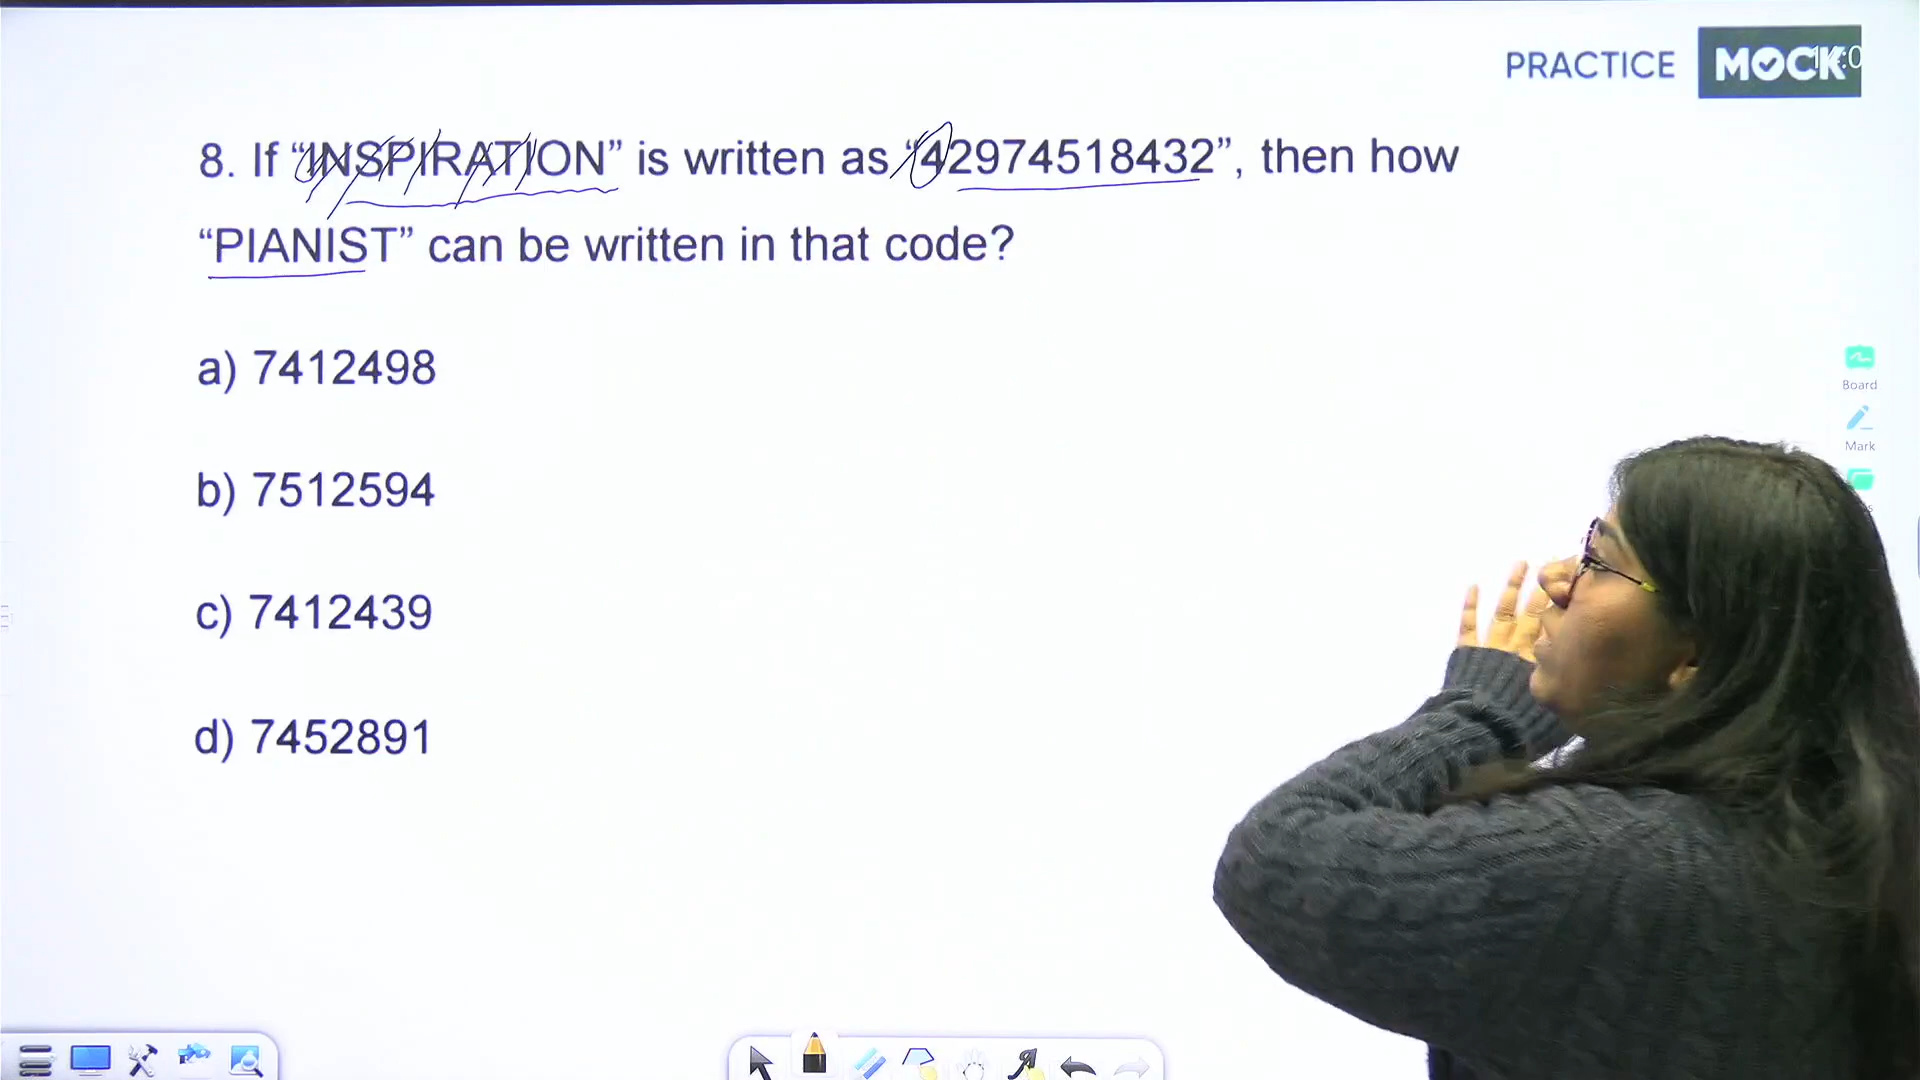 PRACTICE MOCK
8. If “INSPIRATION” is written as “42974518432”, then how
“PIANIST” can be written in that code?
a) 7412498
b) 7512594
c) 7412439
d) 7452891
Board
Mark